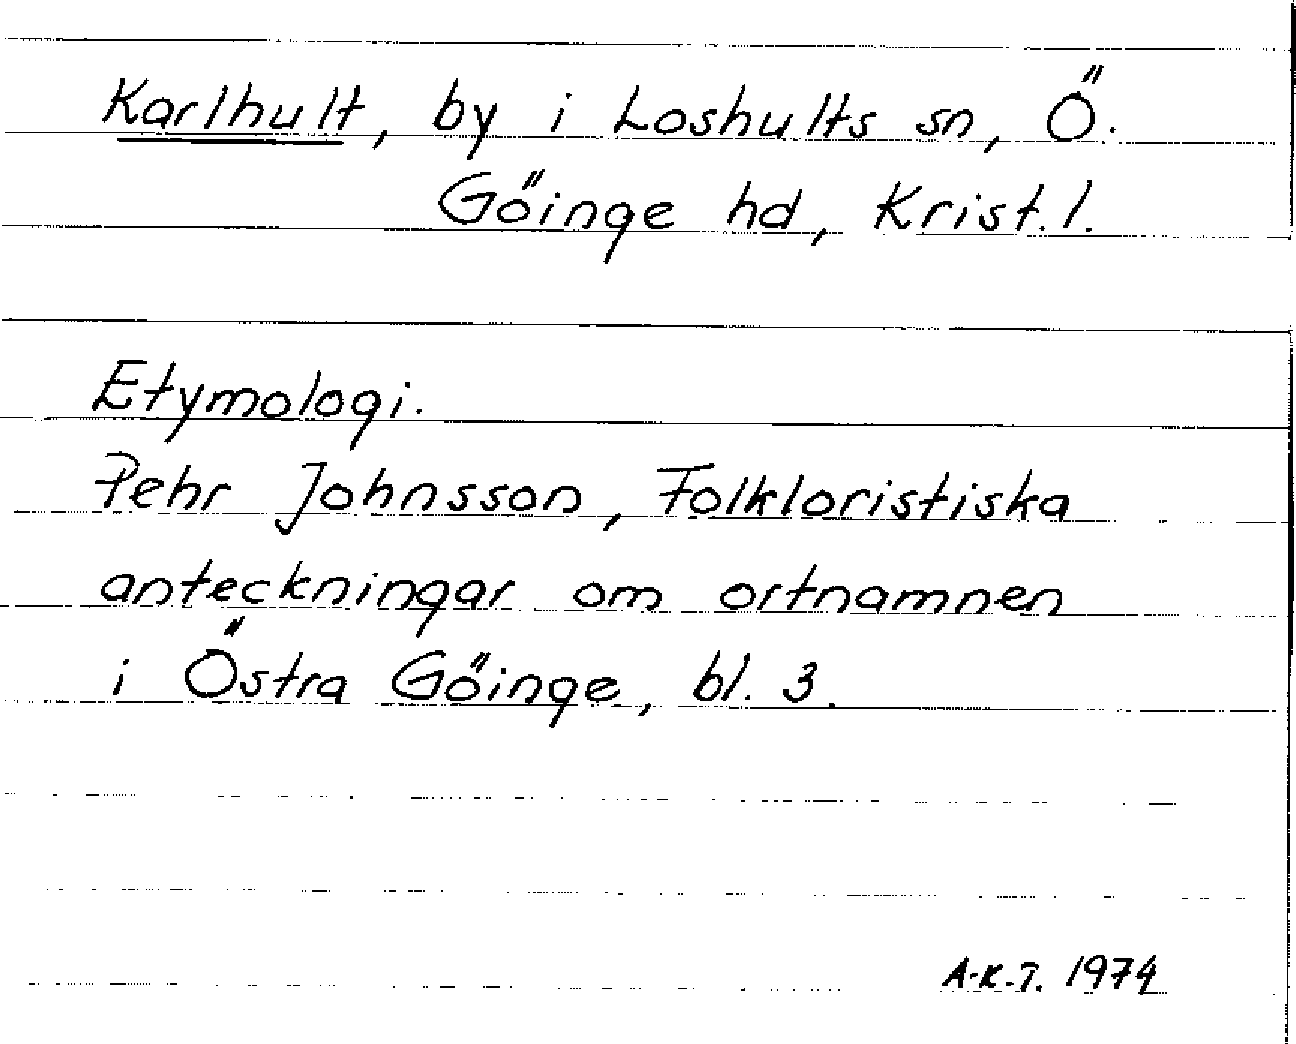 Karlhult, by i Loshults sn, Ö.
Göinge hd, Krist. l.
Etymologi.
Pehr Johnsson, Folkloristiska
anteckningar om ortnamnen
i Östra Göinge, bl. 3.
A-K.T. 1974